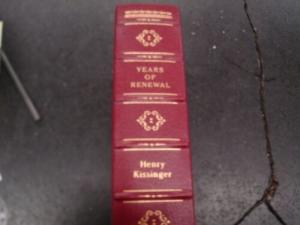 YEARS
OF
RENEWAL
Henry
Kissinger